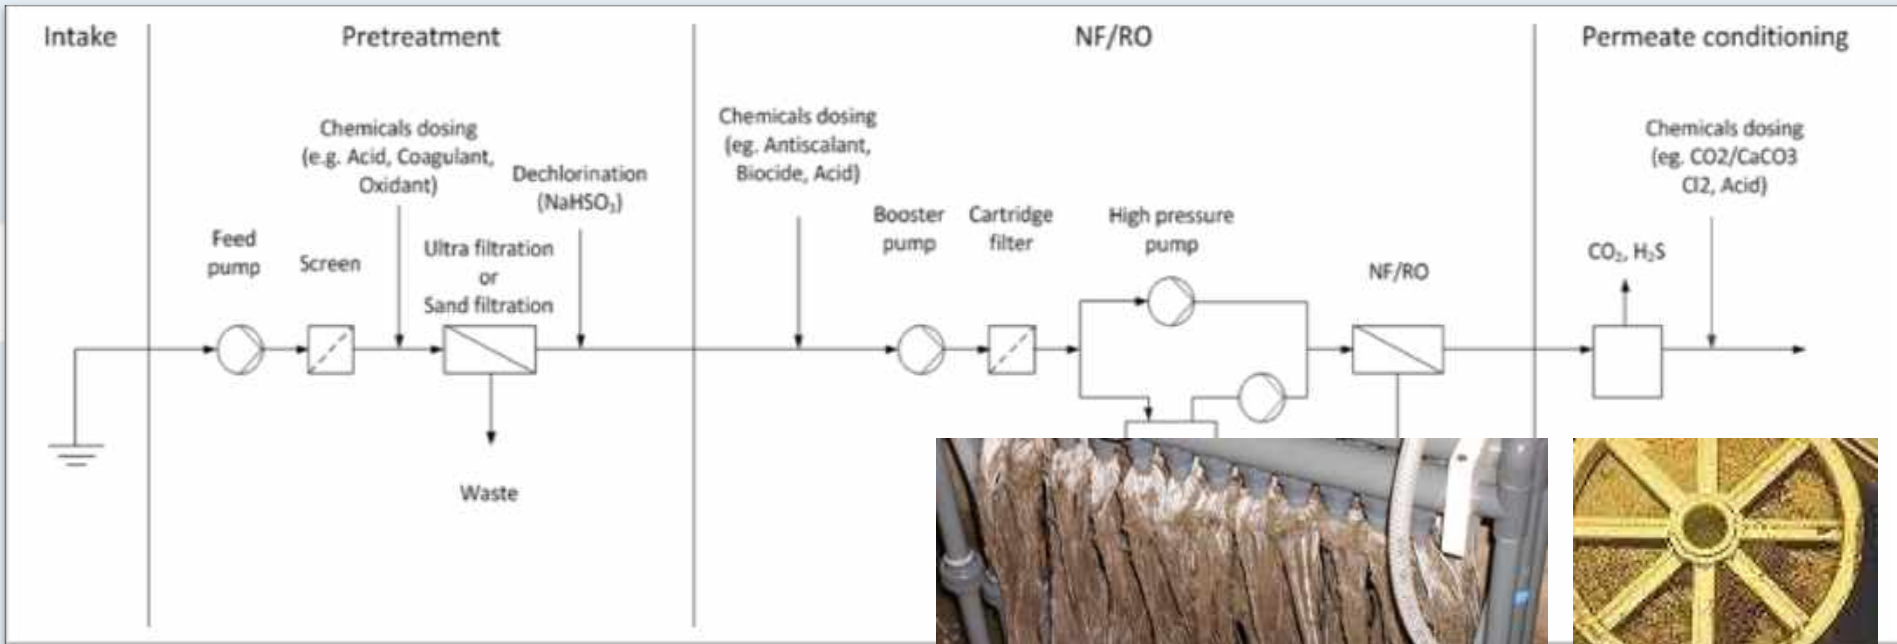 Intake
Pretreatment
NF/RO
Permeate conditioning
Chemicals dosing
(e.g. Acid, Coagulant,
Oxidant)
Dechlorination
(NaHSO₃)
Feed
pump
Screen
Ultra filtration
or
Sand filtration
Waste
Chemicals dosing
(eg. Antiscalant,
Biocide, Acid)
Booster
pump
Cartridge
filter
High pressure
pump
NF/RO
CO₂, H₂S
Chemicals dosing
(eg. CO2/CaCO3
Cl2, Acid)